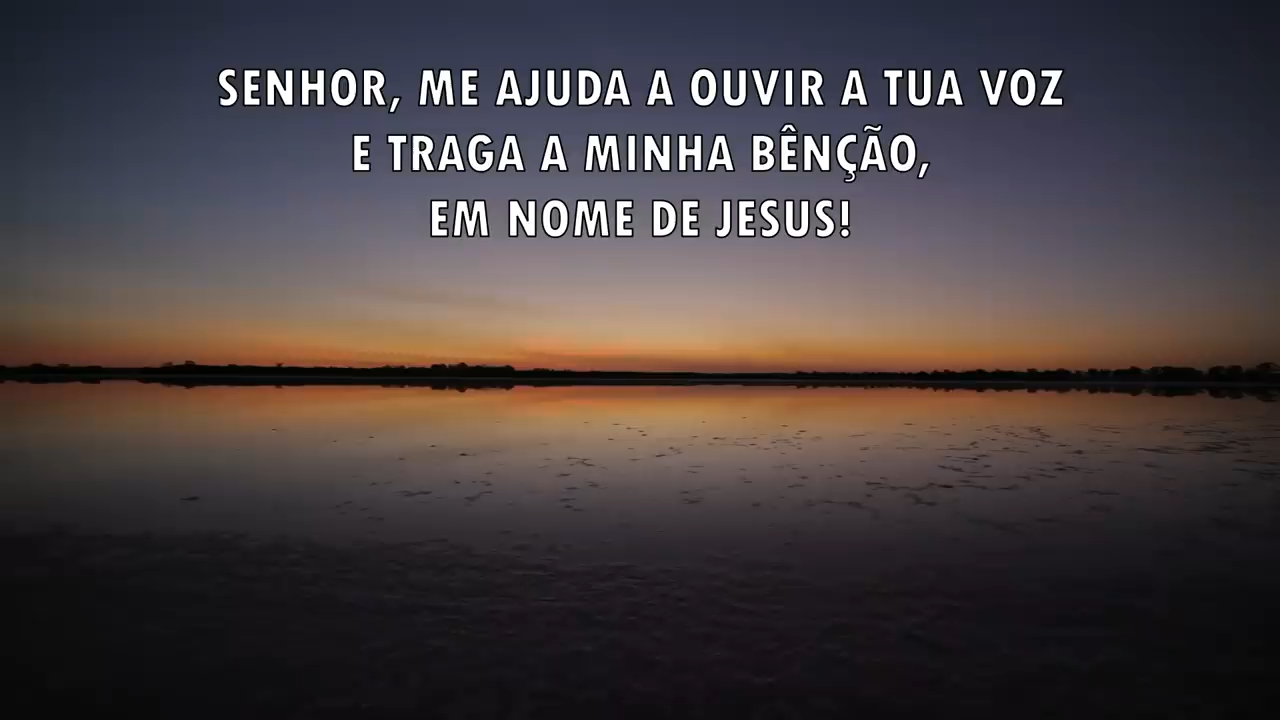 SENHOR, ME AJUDA A OUVIR A TUA VOZ
E TRAGA A MINHA BÊNÇÃO,
EM NOME DE JESUS!